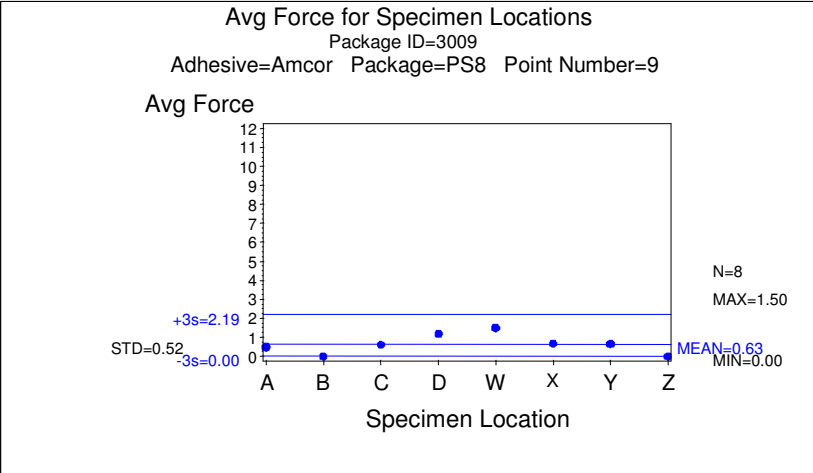 Avg Force for Specimen Locations
Package ID=3009
Adhesive=Amcor Package=PS8 Point Number=9
Avg Force
12
11
10
9
8
7
6
5
4
3
2
1
0
N=8
MAX=1.50
+3s=2.19
STD=0.52
MEAN=0.63
-3s=0.00
MIN=0.00
A B C D W X Y Z
Specimen Location